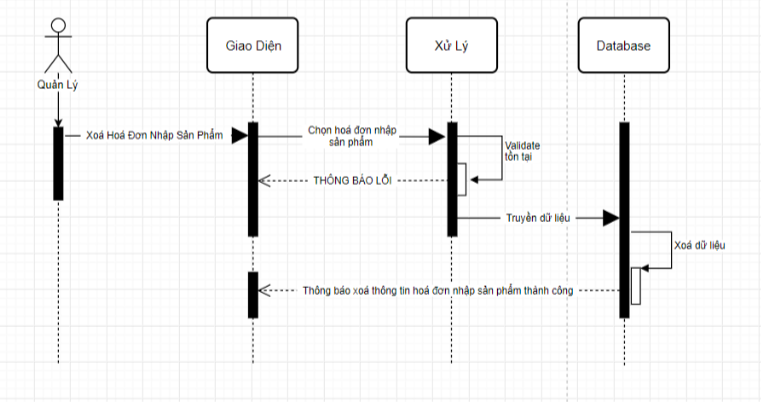 Giao Diện
Xử Lý
Database
Quản Lý
Xoá Hoá Đơn Nhập Sản Phẩm
Chọn hoá đơn nhập
sản phẩm
Validate
tồn tại
THÔNG BÁO LỖI
Truyền dữ liệu
Xoá dữ liệu
Thông báo xoá thông tin hoá đơn nhập sản phẩm thành công